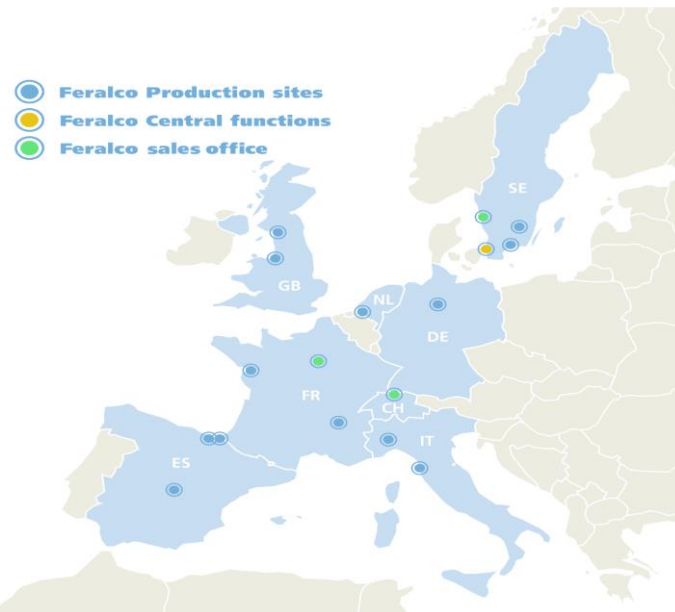 Feralco Production sites
Feralco Central functions
Feralco sales office
SE
GB
NL
DE
FR
CH
IT
ES